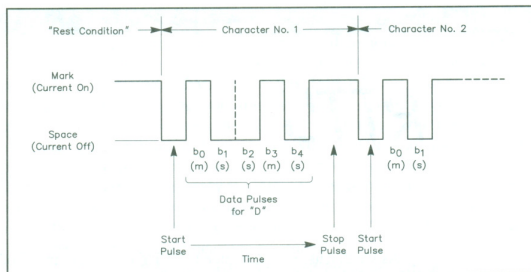 "Rest Condition" Character No. 1 Character No. 2
Mark
(Current On)
Space
(Current Off)
b0 b1 b2 b3 b4 b0 b1
(m) (s) (s) (m) (s) (m) (s)
Data Pulses
for "D"
Start Pulse
Stop Pulse
Start Pulse
Time